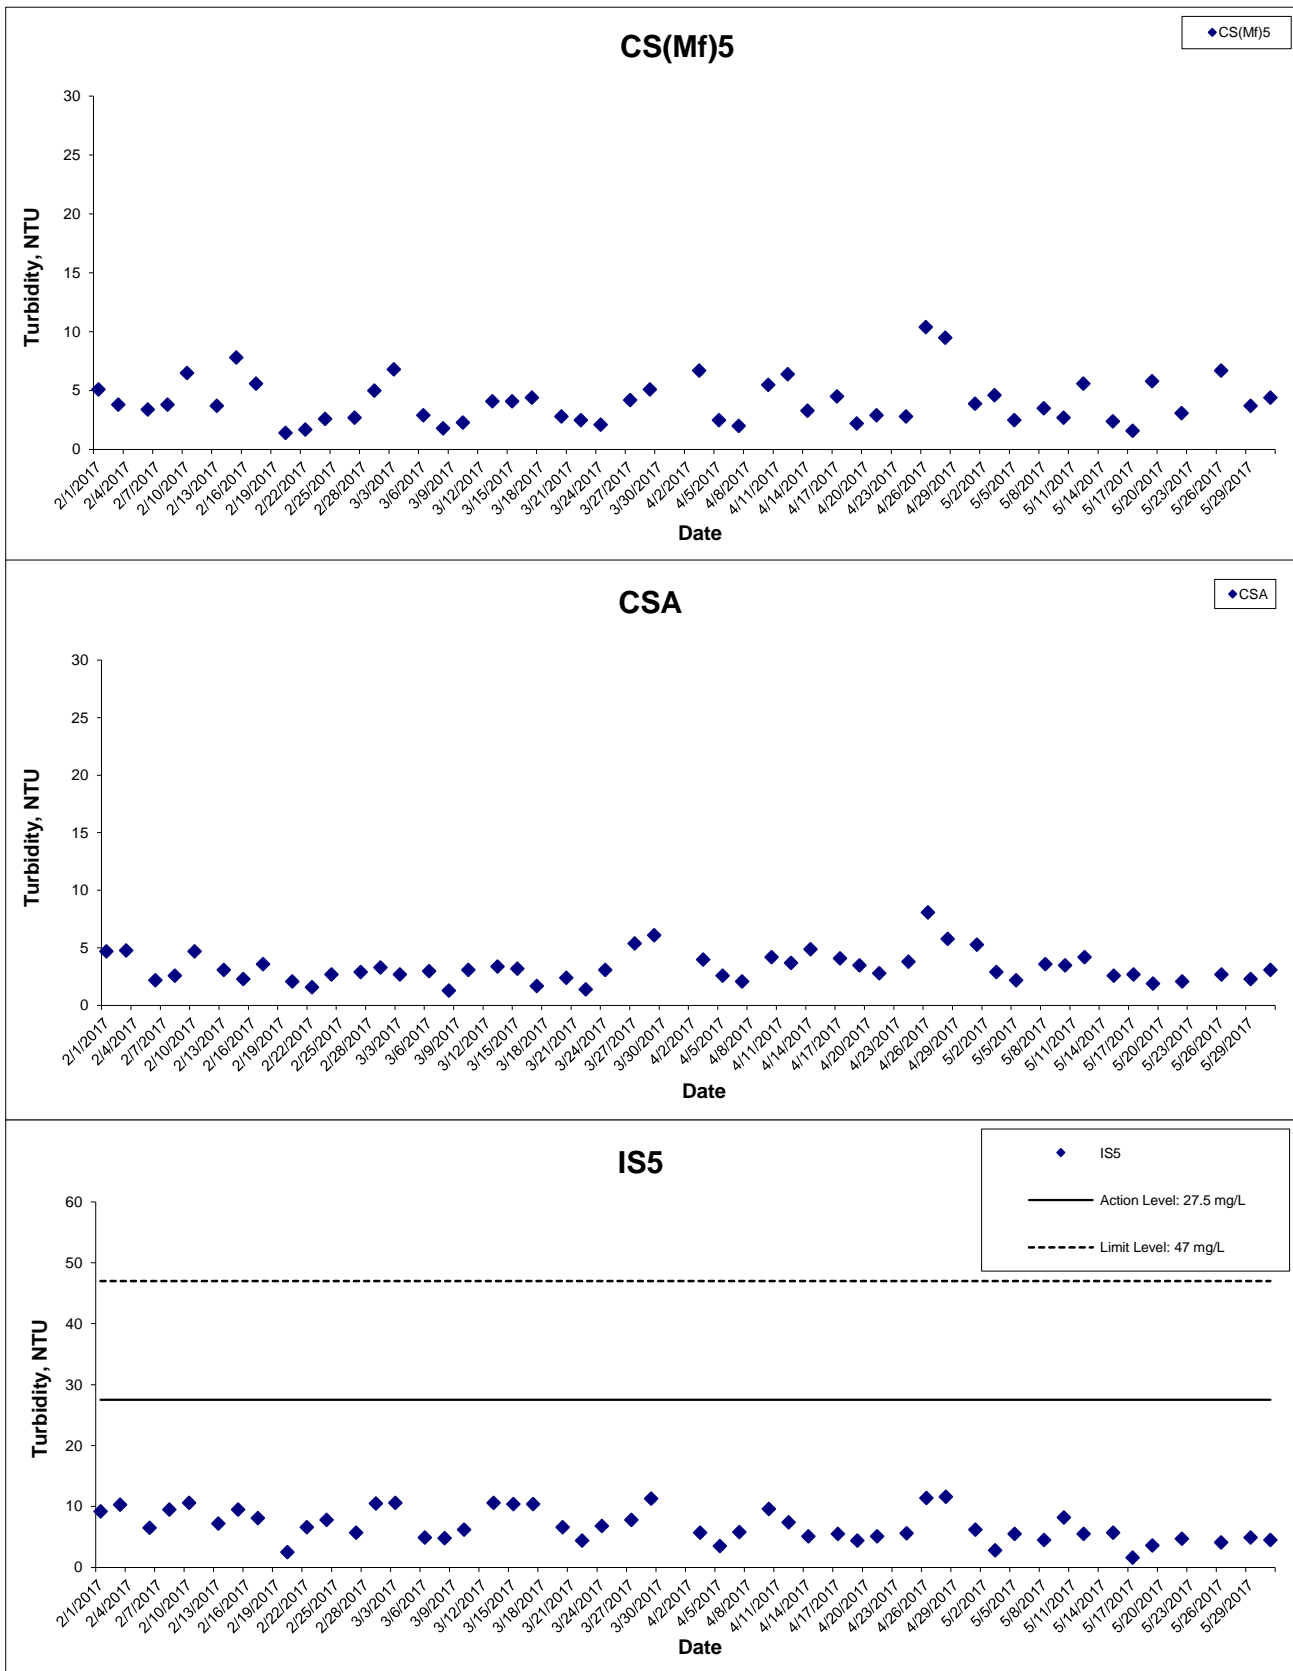 CS(Mf)5
CS(Mf)5
30
25
20
15
10
5
0
Turbidity, NTU
2/1/2017 2/4/2017 2/7/2017 2/10/2017 2/13/2017 2/16/2017 2/19/2017 2/22/2017 2/25/2017 2/28/2017 3/3/2017 3/6/2017 3/9/2017 3/12/2017 3/15/2017 3/18/2017 3/21/2017 3/24/2017 3/27/2017 3/30/2017 4/2/2017 4/5/2017 4/8/2017 4/11/2017 4/14/2017 4/17/2017 4/20/2017 4/23/2017 4/26/2017 4/29/2017 5/2/2017 5/5/2017 5/8/2017 5/11/2017 5/14/2017 5/17/2017 5/20/2017 5/23/2017 5/26/2017 5/29/2017
Date
CSA
CSA
30
25
20
15
10
5
0
Turbidity, NTU
2/1/2017 2/4/2017 2/7/2017 2/10/2017 2/13/2017 2/16/2017 2/19/2017 2/22/2017 2/25/2017 2/28/2017 3/3/2017 3/6/2017 3/9/2017 3/12/2017 3/15/2017 3/18/2017 3/21/2017 3/24/2017 3/27/2017 3/30/2017 4/2/2017 4/5/2017 4/8/2017 4/11/2017 4/14/2017 4/17/2017 4/20/2017 4/23/2017 4/26/2017 4/29/2017 5/2/2017 5/5/2017 5/8/2017 5/11/2017 5/14/2017 5/17/2017 5/20/2017 5/23/2017 5/26/2017 5/29/2017
Date
IS5
IS5
Action Level: 27.5 mg/L
Limit Level: 47 mg/L
60
50
40
30
20
10
0
Turbidity, NTU
2/1/2017 2/4/2017 2/7/2017 2/10/2017 2/13/2017 2/16/2017 2/19/2017 2/22/2017 2/25/2017 2/28/2017 3/3/2017 3/6/2017 3/9/2017 3/12/2017 3/15/2017 3/18/2017 3/21/2017 3/24/2017 3/27/2017 3/30/2017 4/2/2017 4/5/2017 4/8/2017 4/11/2017 4/14/2017 4/17/2017 4/20/2017 4/23/2017 4/26/2017 4/29/2017 5/2/2017 5/5/2017 5/8/2017 5/11/2017 5/14/2017 5/17/2017 5/20/2017 5/23/2017 5/26/2017 5/29/2017
Date